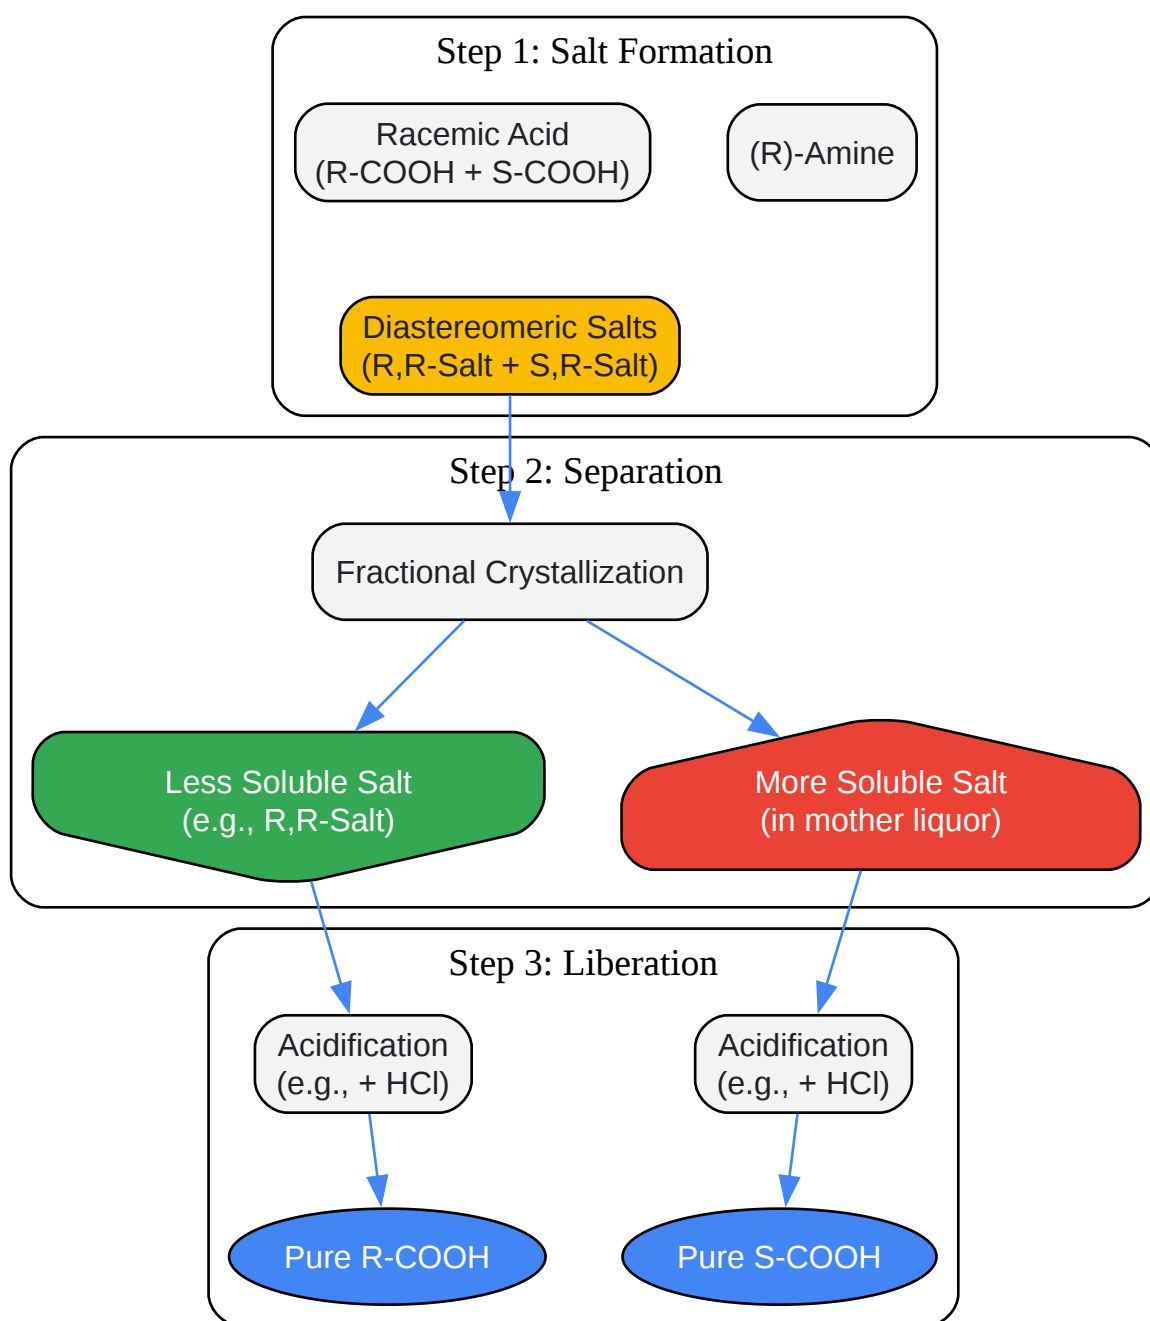 Step 1: Salt Formation
Racemic Acid
(R-COOH + S-COOH)
(R)-Amine
Diastereomeric Salts
(R,R-Salt + S,R-Salt)
Step 2: Separation
Fractional Crystallization
Less Soluble Salt
(e.g., R,R-Salt)
More Soluble Salt
(in mother liquor)
Step 3: Liberation
Acidification
(e.g., + HCl)
Acidification
(e.g., + HCl)
Pure R-COOH
Pure S-COOH